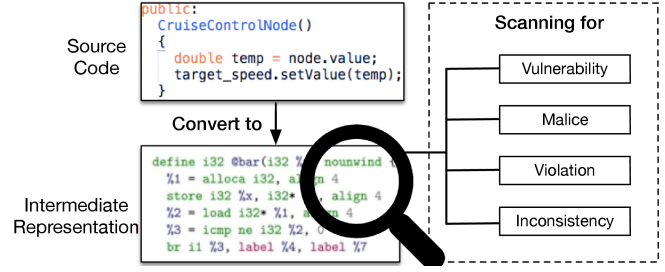 Source
Code
public:
CruiseControlNode()
{
double temp = node.value;
target_speed.setValue(temp);
}
Convert to
Intermediate
Representation
define i32 @bar(i32 % nounwind {
%1 = alloca i32, align 4
store i32 %x, i32* , align 4
%2 = load i32* %1, align 4
%3 = icmp ne i32 %2, 0
br i1 %3, label %4, label %7
Scanning for
Vulnerability
Malice
Violation
Inconsistency